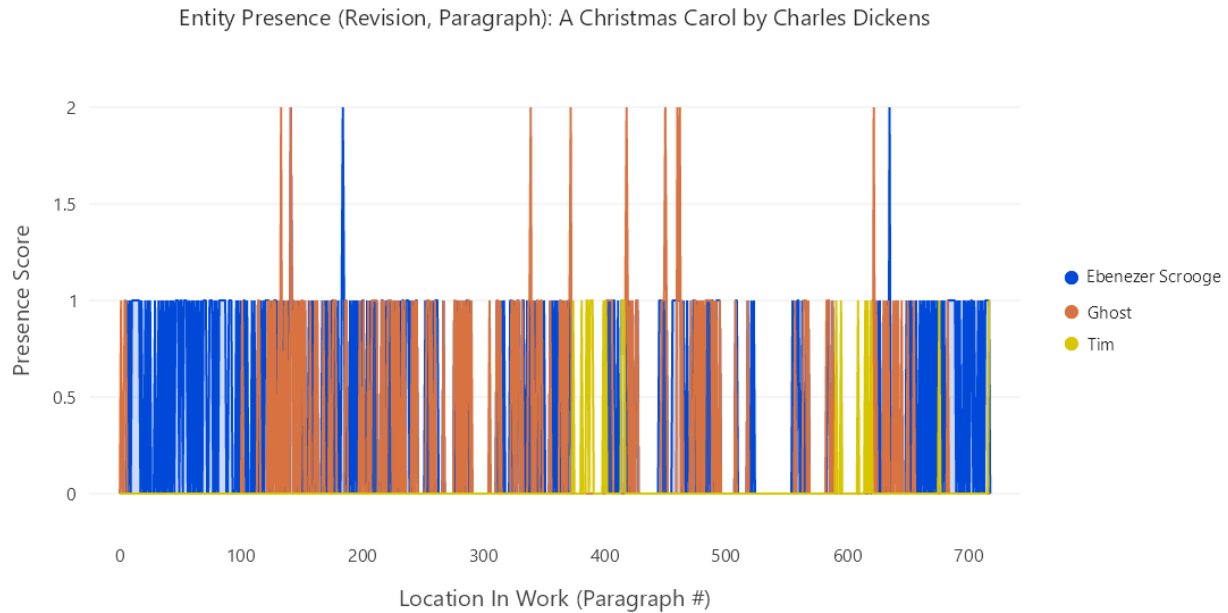 Entity Presence (Revision, Paragraph): A Christmas Carol by Charles Dickens
2
1.5
1
0.5
0
Presence Score
0 100 200 300 400 500 600 700
Location In Work (Paragraph #)
Ebenezer Scrooge
Ghost
Tim